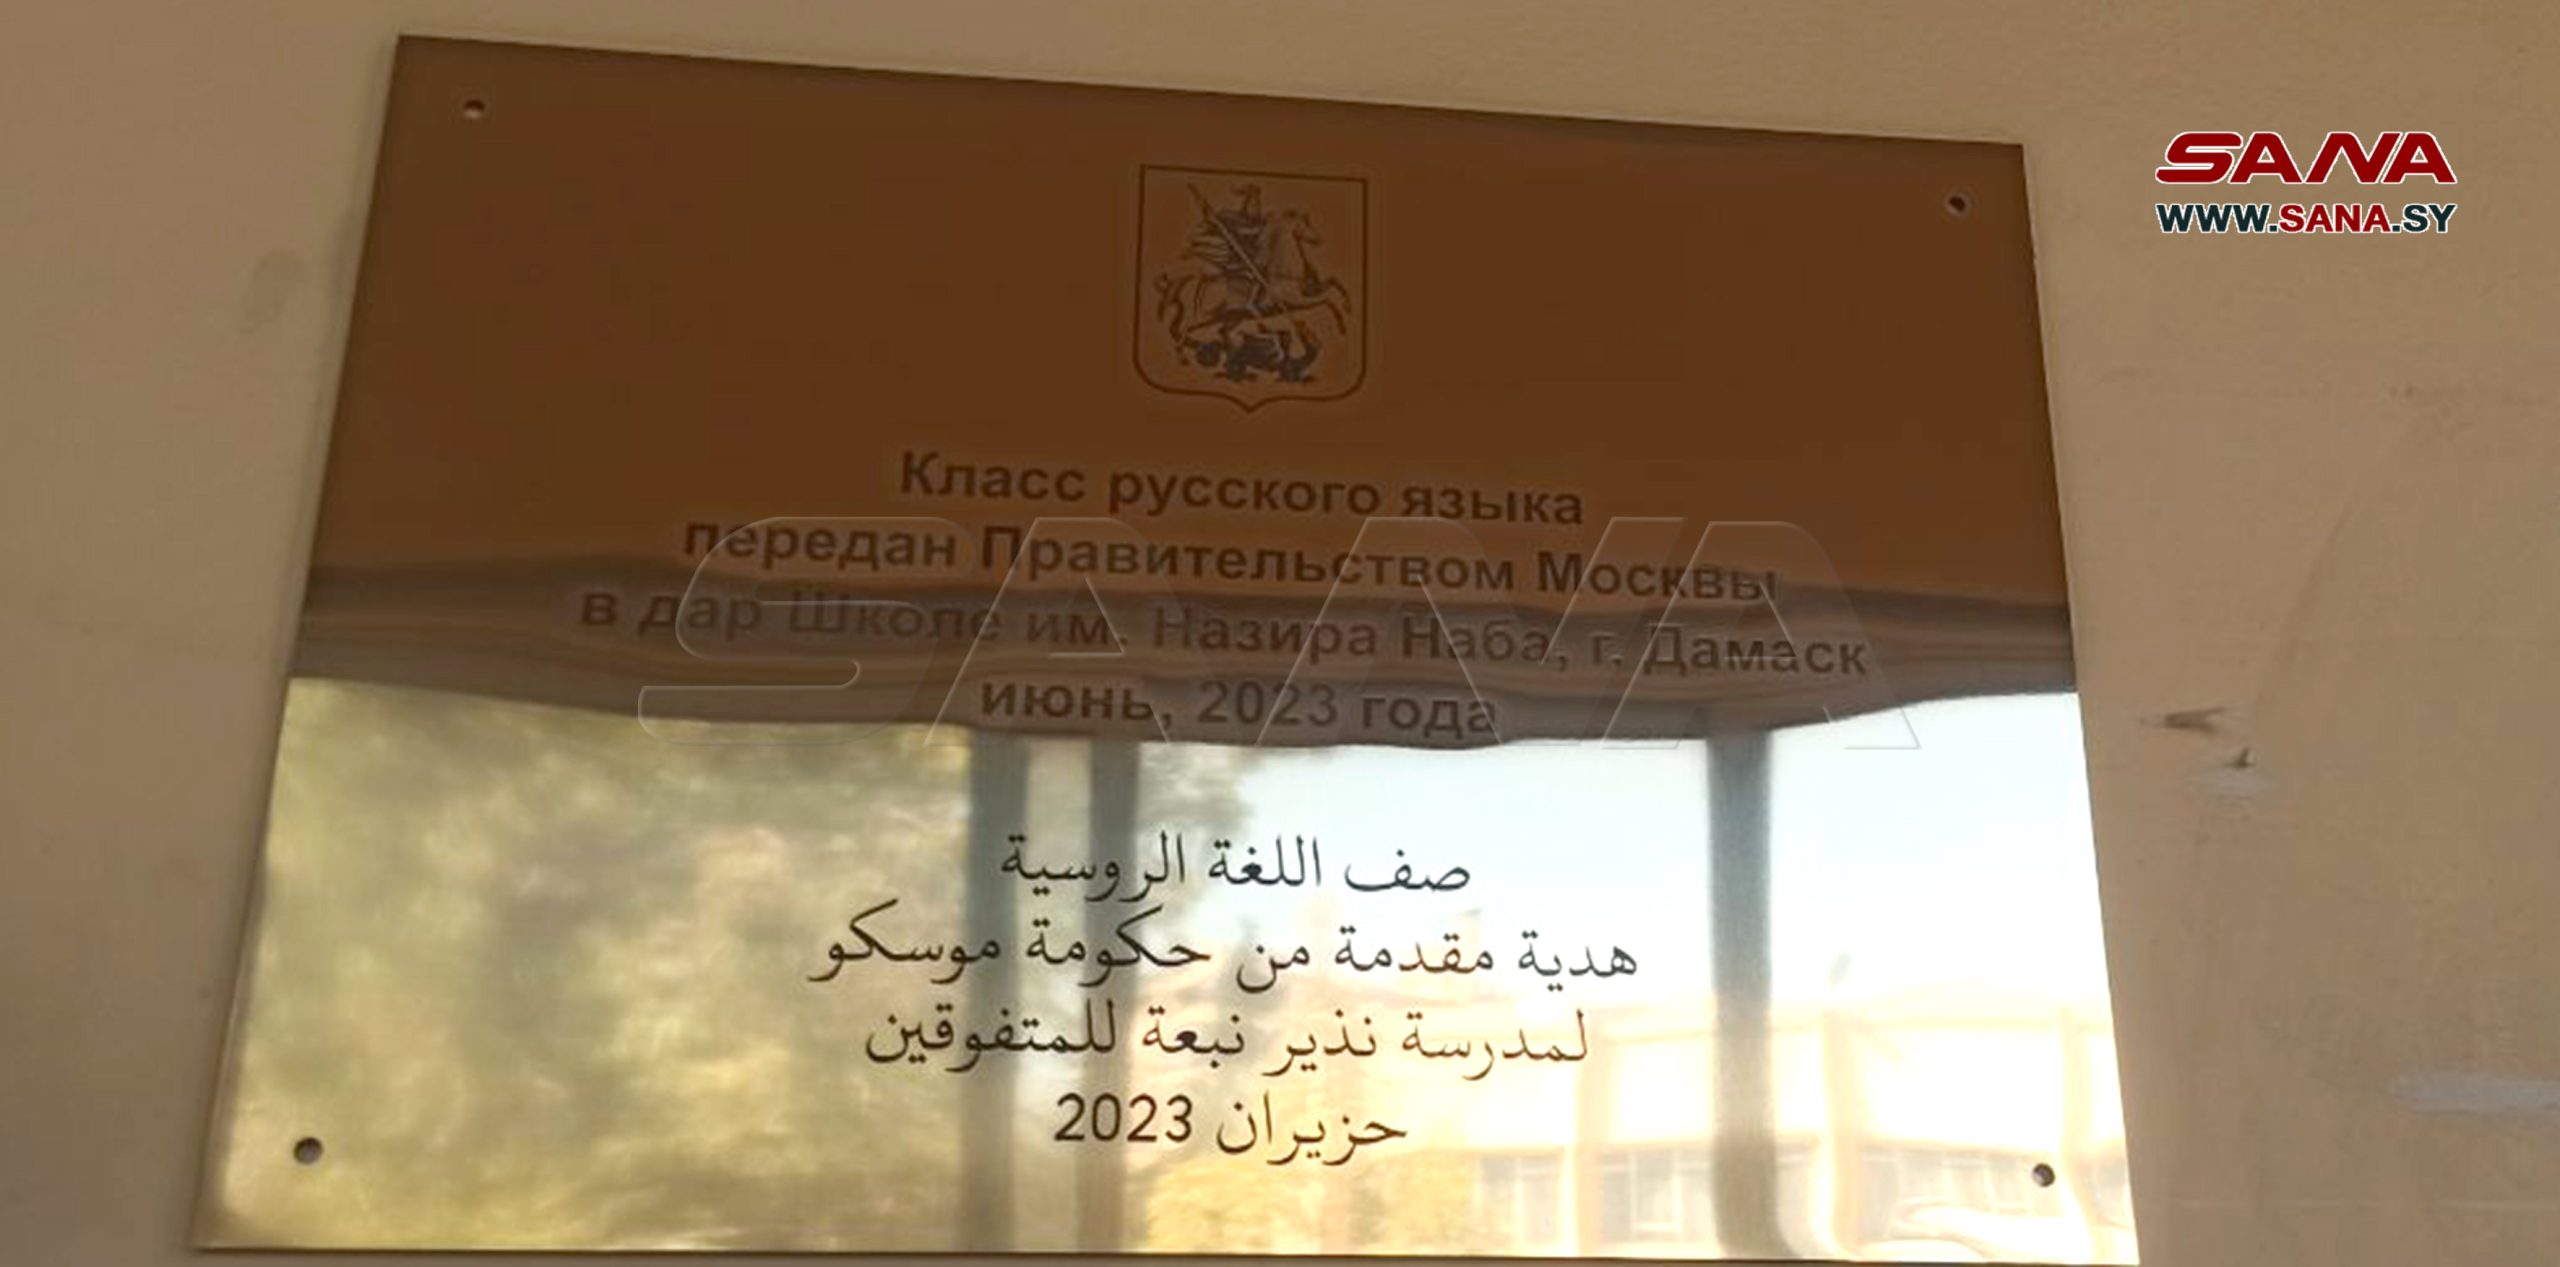 SANA
WWW.SANA.SY
Класс русского языка
передан Правительством Москвы
в дар Школе им. Назира Наба, г. Дамаск
июнь, 2023 года
SANA
صف اللغة الروسية
هدية مقدمة من حكومة موسكو
لمدرسة نذير نبعة للمتفوقين
حزيران 2023